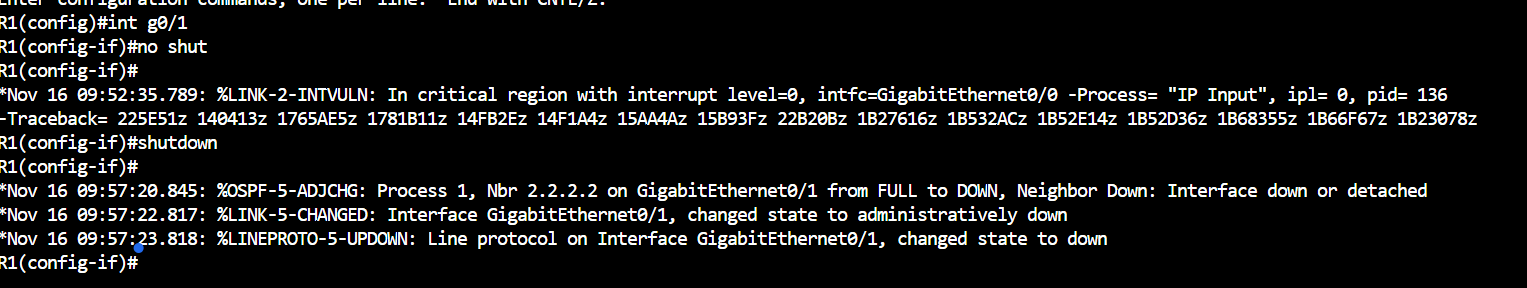 Enter configuration commands, one per line.  End with CNTL/Z.
R1(config)#int g0/1
R1(config-if)#no shut
R1(config-if)#
*Nov 16 09:52:35.789: %LINK-2-INTVULN: In critical region with interrupt level=0, intfc=GigabitEthernet0/0 -Process= "IP Input", ipl= 0, pid= 136
-Traceback= 225E51z 140413z 1765AE5z 1781B11z 14FB2Ez 14F1A4z 15AA4Az 15B93Fz 22B20Bz 1B27616z 1B532ACz 1B52E14z 1B52D36z 1B68355z 1B66F67z 1B23078z
R1(config-if)#shutdown
R1(config-if)#
*Nov 16 09:57:20.845: %OSPF-5-ADJCHG: Process 1, Nbr 2.2.2.2 on GigabitEthernet0/1 from FULL to DOWN, Neighbor Down: Interface down or detached
*Nov 16 09:57:22.817: %LINK-5-CHANGED: Interface GigabitEthernet0/1, changed state to administratively down
*Nov 16 09:57:23.818: %LINEPROTO-5-UPDOWN: Line protocol on Interface GigabitEthernet0/1, changed state to down
R1(config-if)#